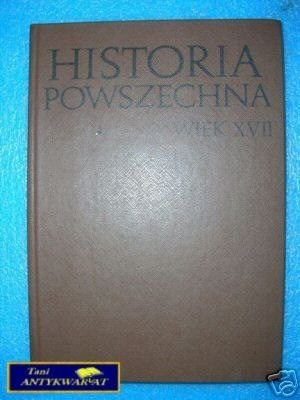 HISTORIA
POWSZECHNA
WIEK XVII
Tani
ANTYKWARIAT